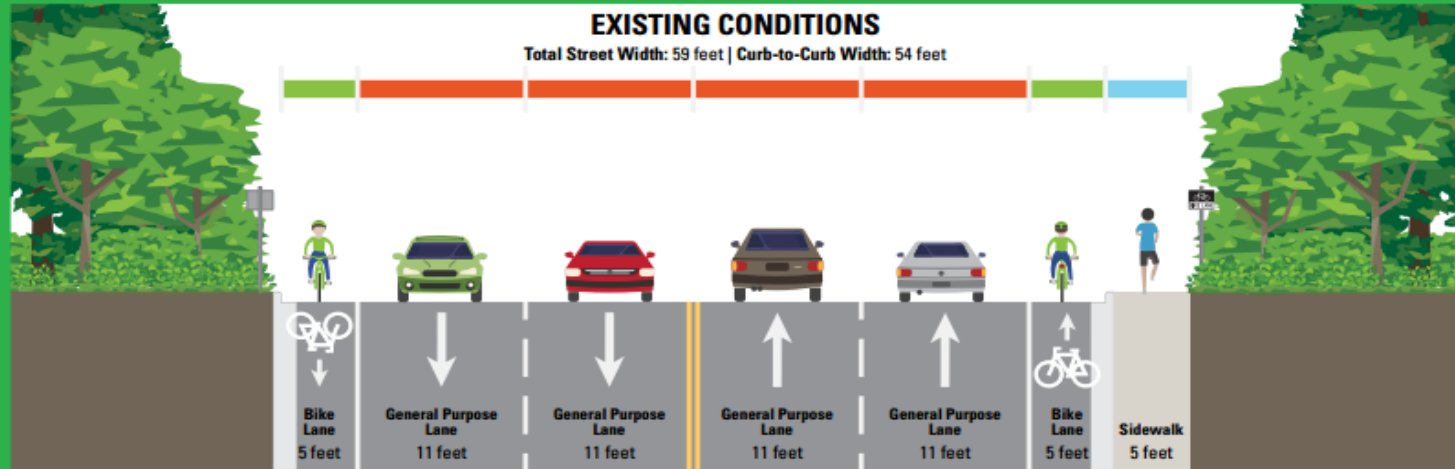 EXISTING CONDITIONS
Total Street Width: 59 feet | Curb-to-Curb Width: 54 feet
Bike
Lane
5 feet
General Purpose
Lane
11 feet
General Purpose
Lane
11 feet
General Purpose
Lane
11 feet
General Purpose
Lane
11 feet
Bike
Lane
5 feet
Sidewalk
5 feet